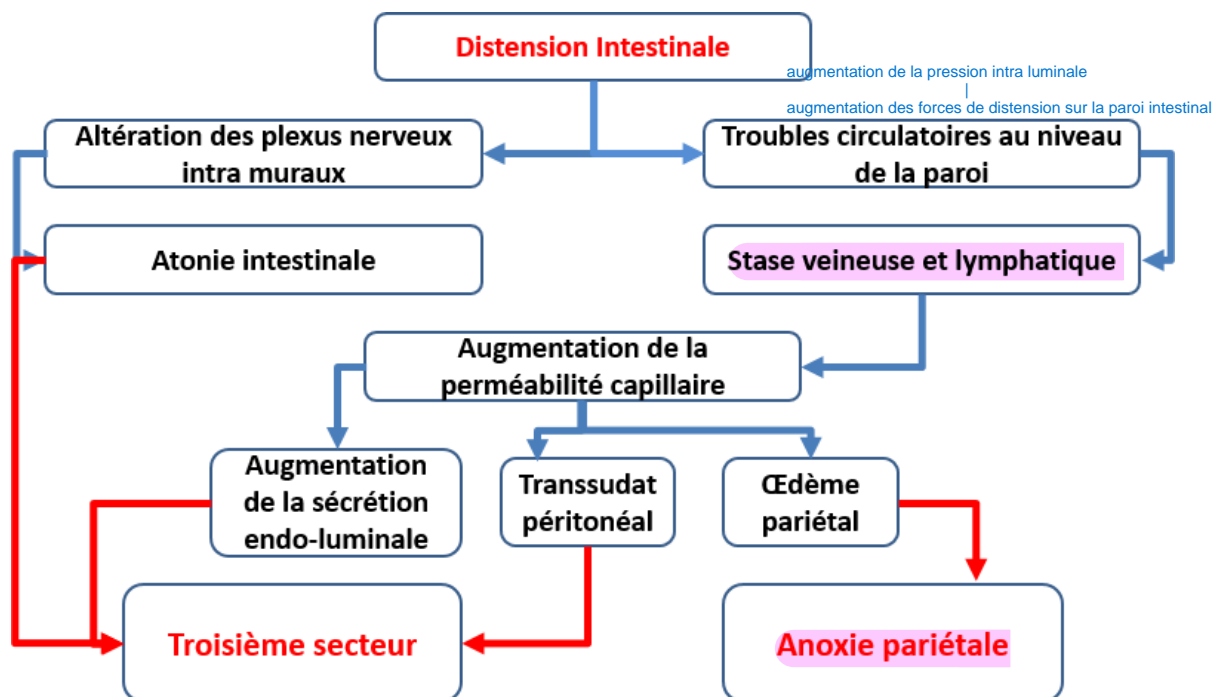 Distension Intestinale
augmentation de la pression intra luminale
|
augmentation des forces de distension sur la paroi intestinal
Altération des plexus nerveux
intra muraux
Troubles circulatoires au niveau
de la paroi
Atonie intestinale
Stase veineuse et lymphatique
Augmentation de la
perméabilité capillaire
Augmentation
de la sécrétion
endo-luminale
Transsudat
péritonéal
Œdème
pariétal
Troisième secteur
Anoxie pariétale